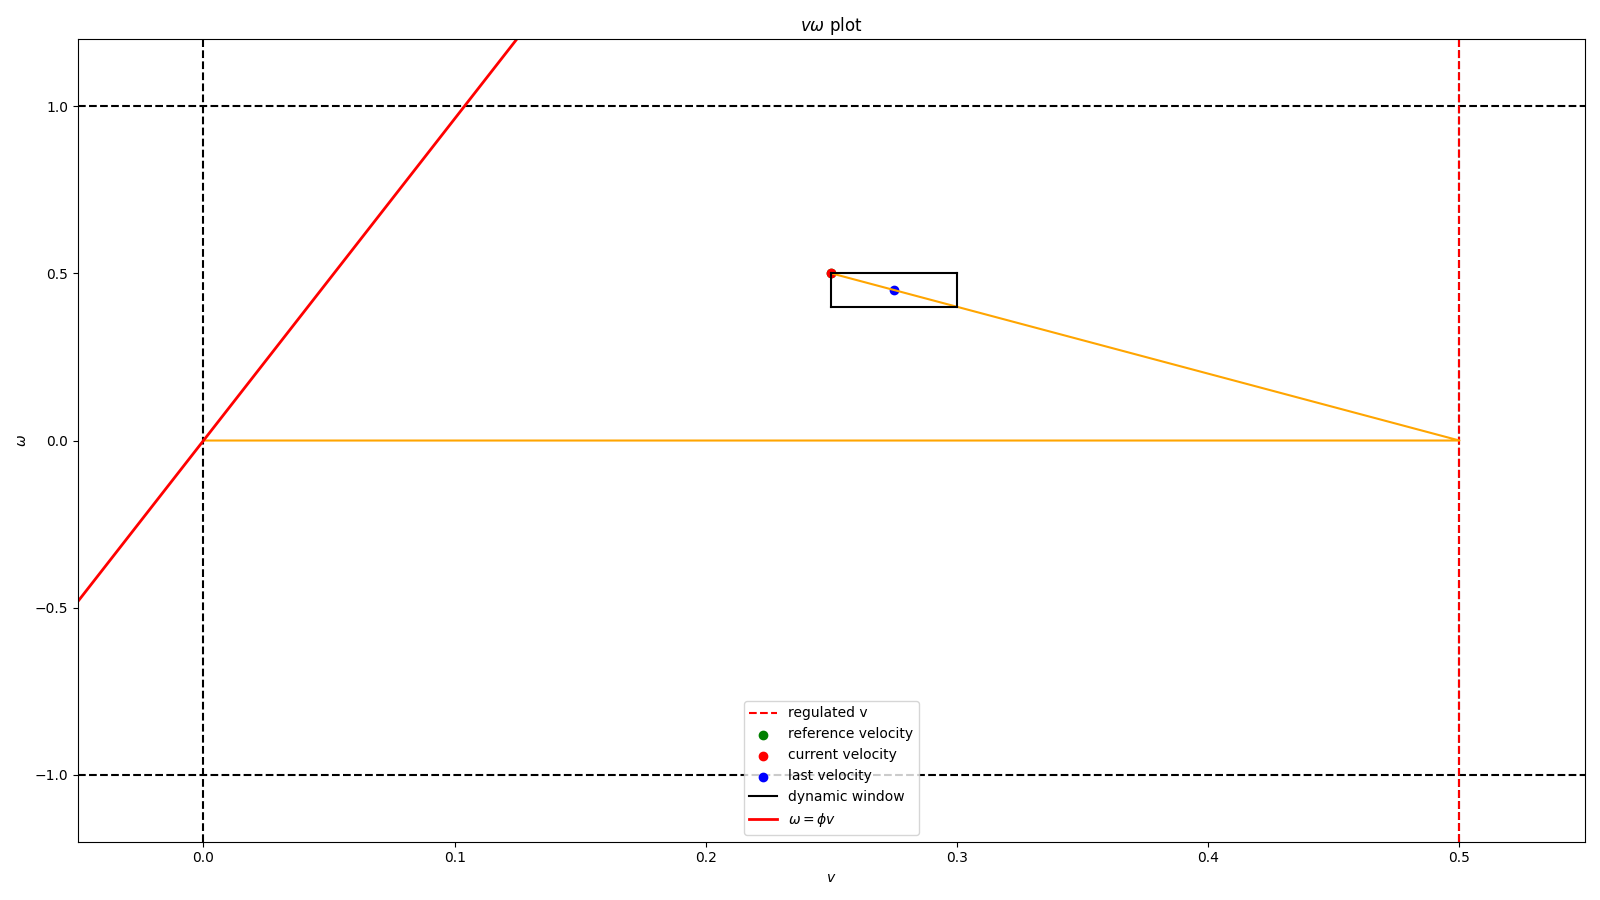 vω plot
1.0
0.5
0.0
−0.5
−1.0
ω
regulated v
reference velocity
current velocity
last velocity
dynamic window
ω = ϕv
0.0 0.1 0.2 0.3 0.4 0.5
v